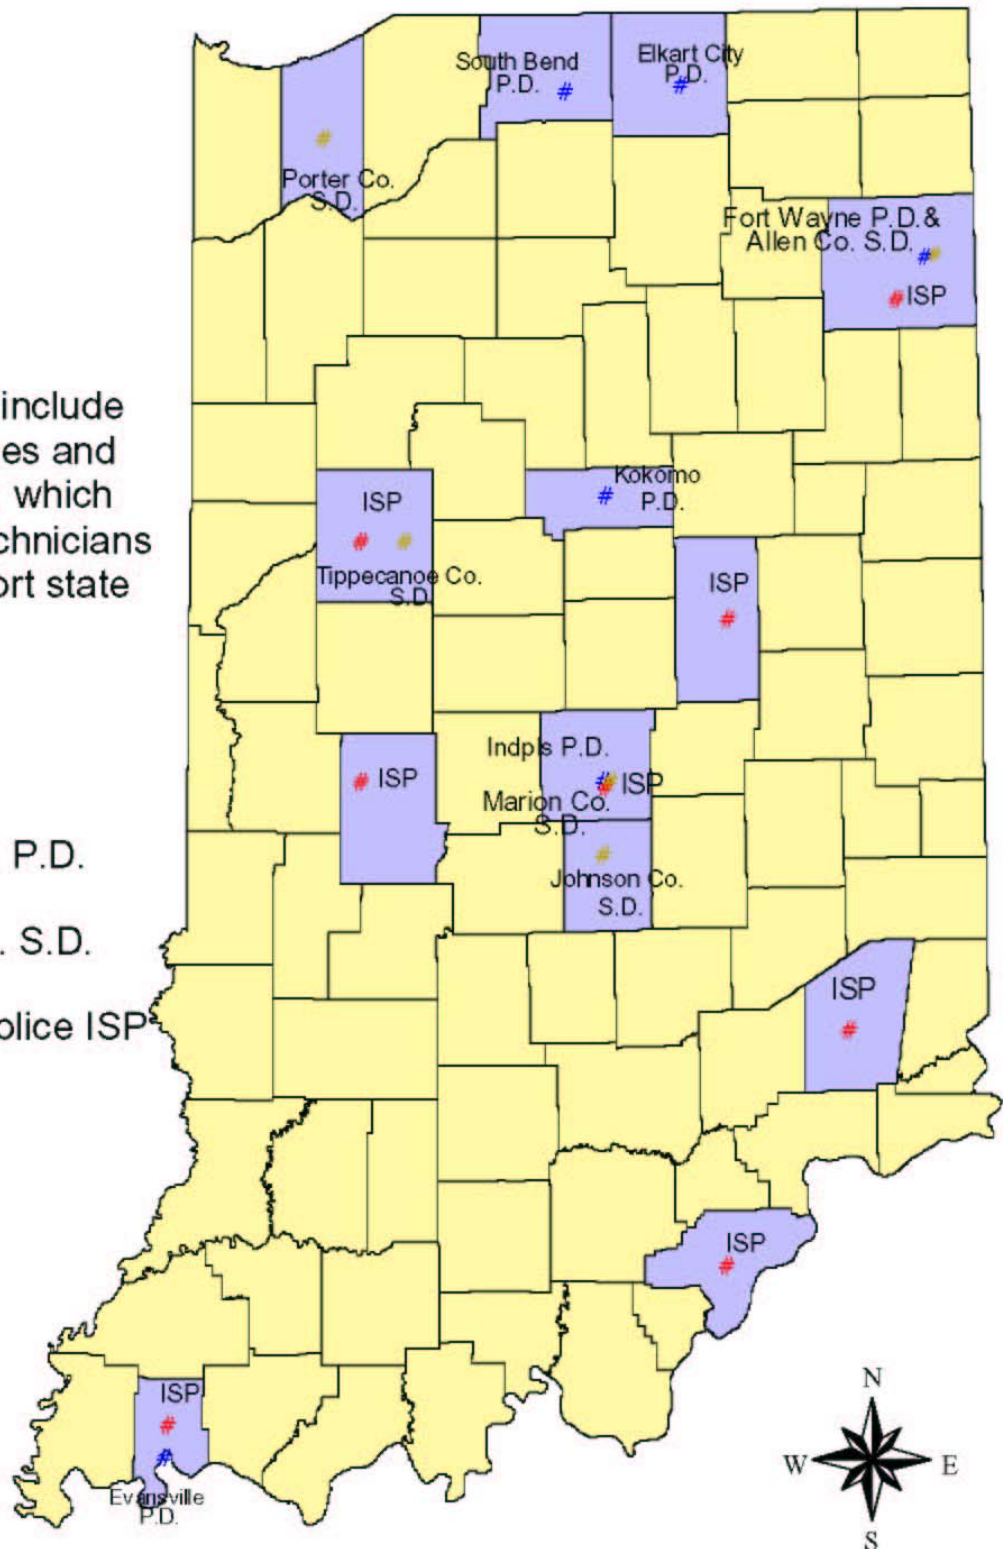 South Bend
P.D.
#
Elkart City
P.D.
#
#
Porter Co.
S.D.
Fort Wayne P.D.&
Allen Co. S.D.
# #
# ISP
include
es and
which
chnicians
ort state
Kokomo
# P.D.
ISP
# #
Tippecanoe Co.
S.D.
ISP
#
# ISP
Indpls P.D.
# # # ISP
Marion Co.
S.D.
#
Johnson Co.
S.D.
P.D.
. S.D.
olice ISP
ISP
#
ISP
#
ISP
#
#
Evansville
P.D.
N
W E
S